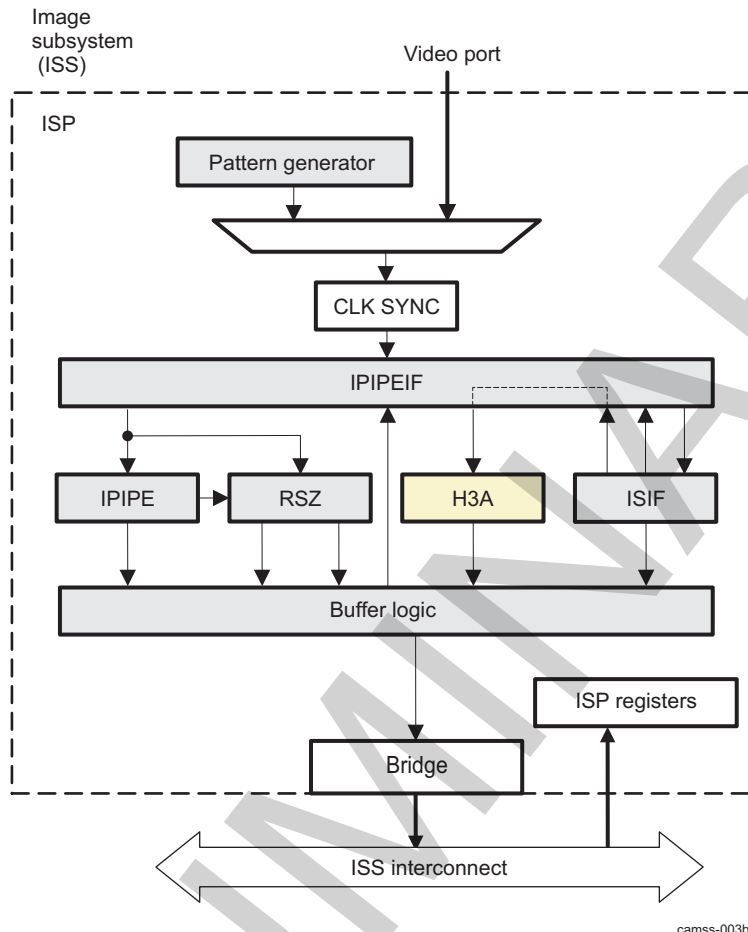 Image
subsystem
(ISS)
Video port
ISP
Pattern generator
CLK SYNC
IPIPEIF
IPIPE
RSZ
H3A
ISIF
Buffer logic
ISP registers
Bridge
ISS interconnect
camss-003b